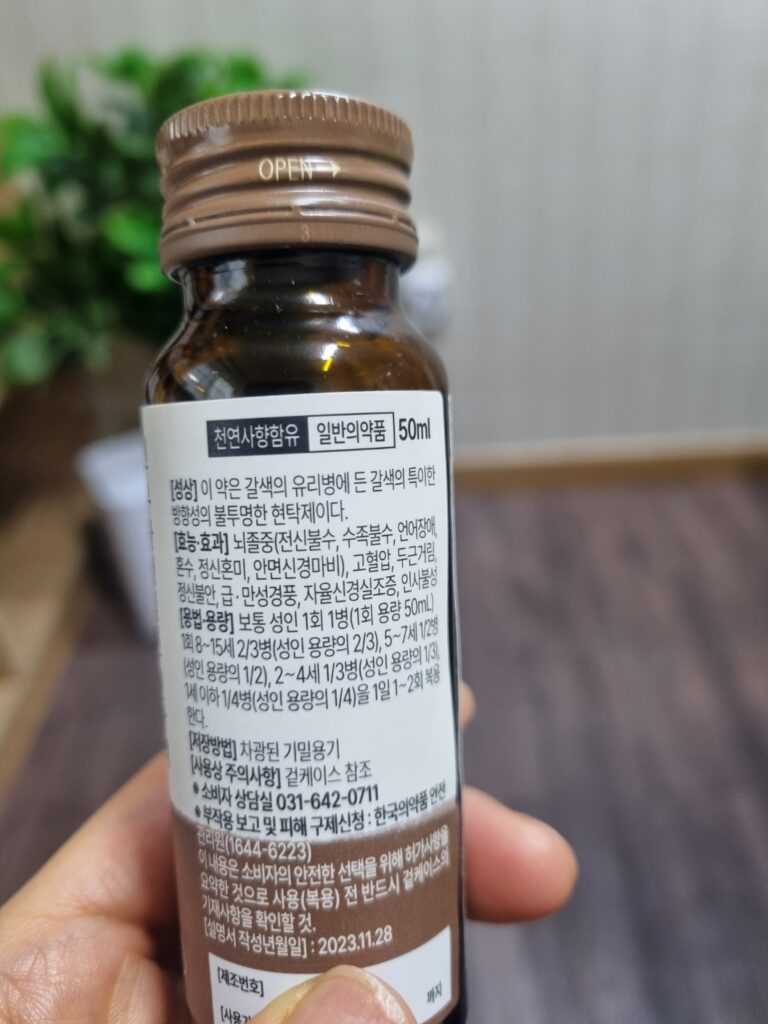 OPEN→
3
천연사향함유 일반의약품 50ml
[성상] 이 약은 갈색의 유리병에 든 갈색의 특이한
방향성의 불투명한 현탁제이다.
[효능·효과] 뇌졸중(전신불수, 수족불수, 언어장애,
혼수, 정신혼미, 안면신경마비), 고혈압, 두근거림,
정신불안, 급·만성경풍, 자율신경실조증, 인사불성
[용법·용량] 보통 성인 1회 1병(1회 용량 50mL)
1회 8~15세 2/3병(성인 용량의 2/3), 5~7세 1/2병
(성인 용량의 1/2), 2~4세 1/3병(성인 용량의 1/3),
1세 이하 1/4병(성인 용량의 1/4)을 1일 1~2회 복용
한다.
[저장방법] 차광된 기밀용기
[사용상 주의사항] 겉케이스 참조
* 소비자 상담실 031-642-0711
* 부작용 보고 및 피해 구제신청 : 한국의약품 안전
관리원(1644-6223)
이 내용은 소비자의 안전한 선택을 위해 허가사항을
요약한 것으로 사용(복용) 전 반드시 겉케이스의
기재사항을 확인할 것.
[설명서 작성년월일] : 2023.11.28
[제조번호]
[사용기
까지